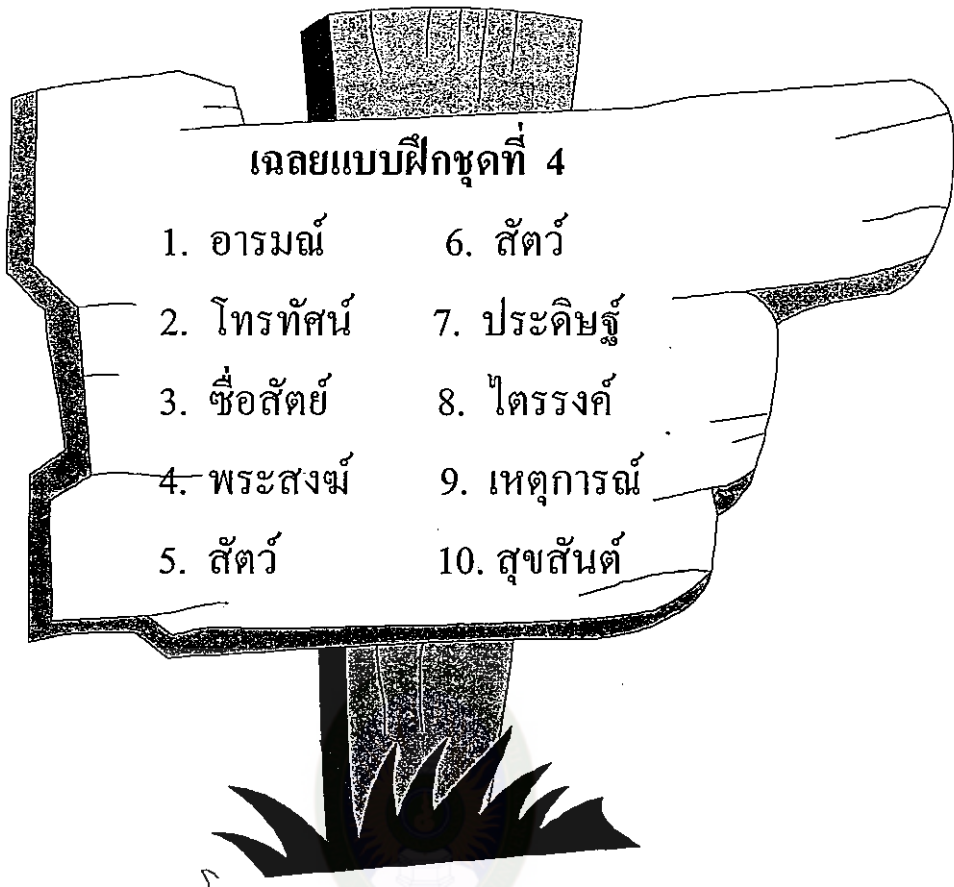 เฉลยแบบฝึกชุดที่ 4
1. อารมณ์ 6. สัตว์
2. โทรทัศน์ 7. ประดิษฐ์
3. ซื่อสัตย์ 8. ไตรรงค์
4. พระสงฆ์ 9. เหตุการณ์
5. สัตว์ 10. สุขสันต์